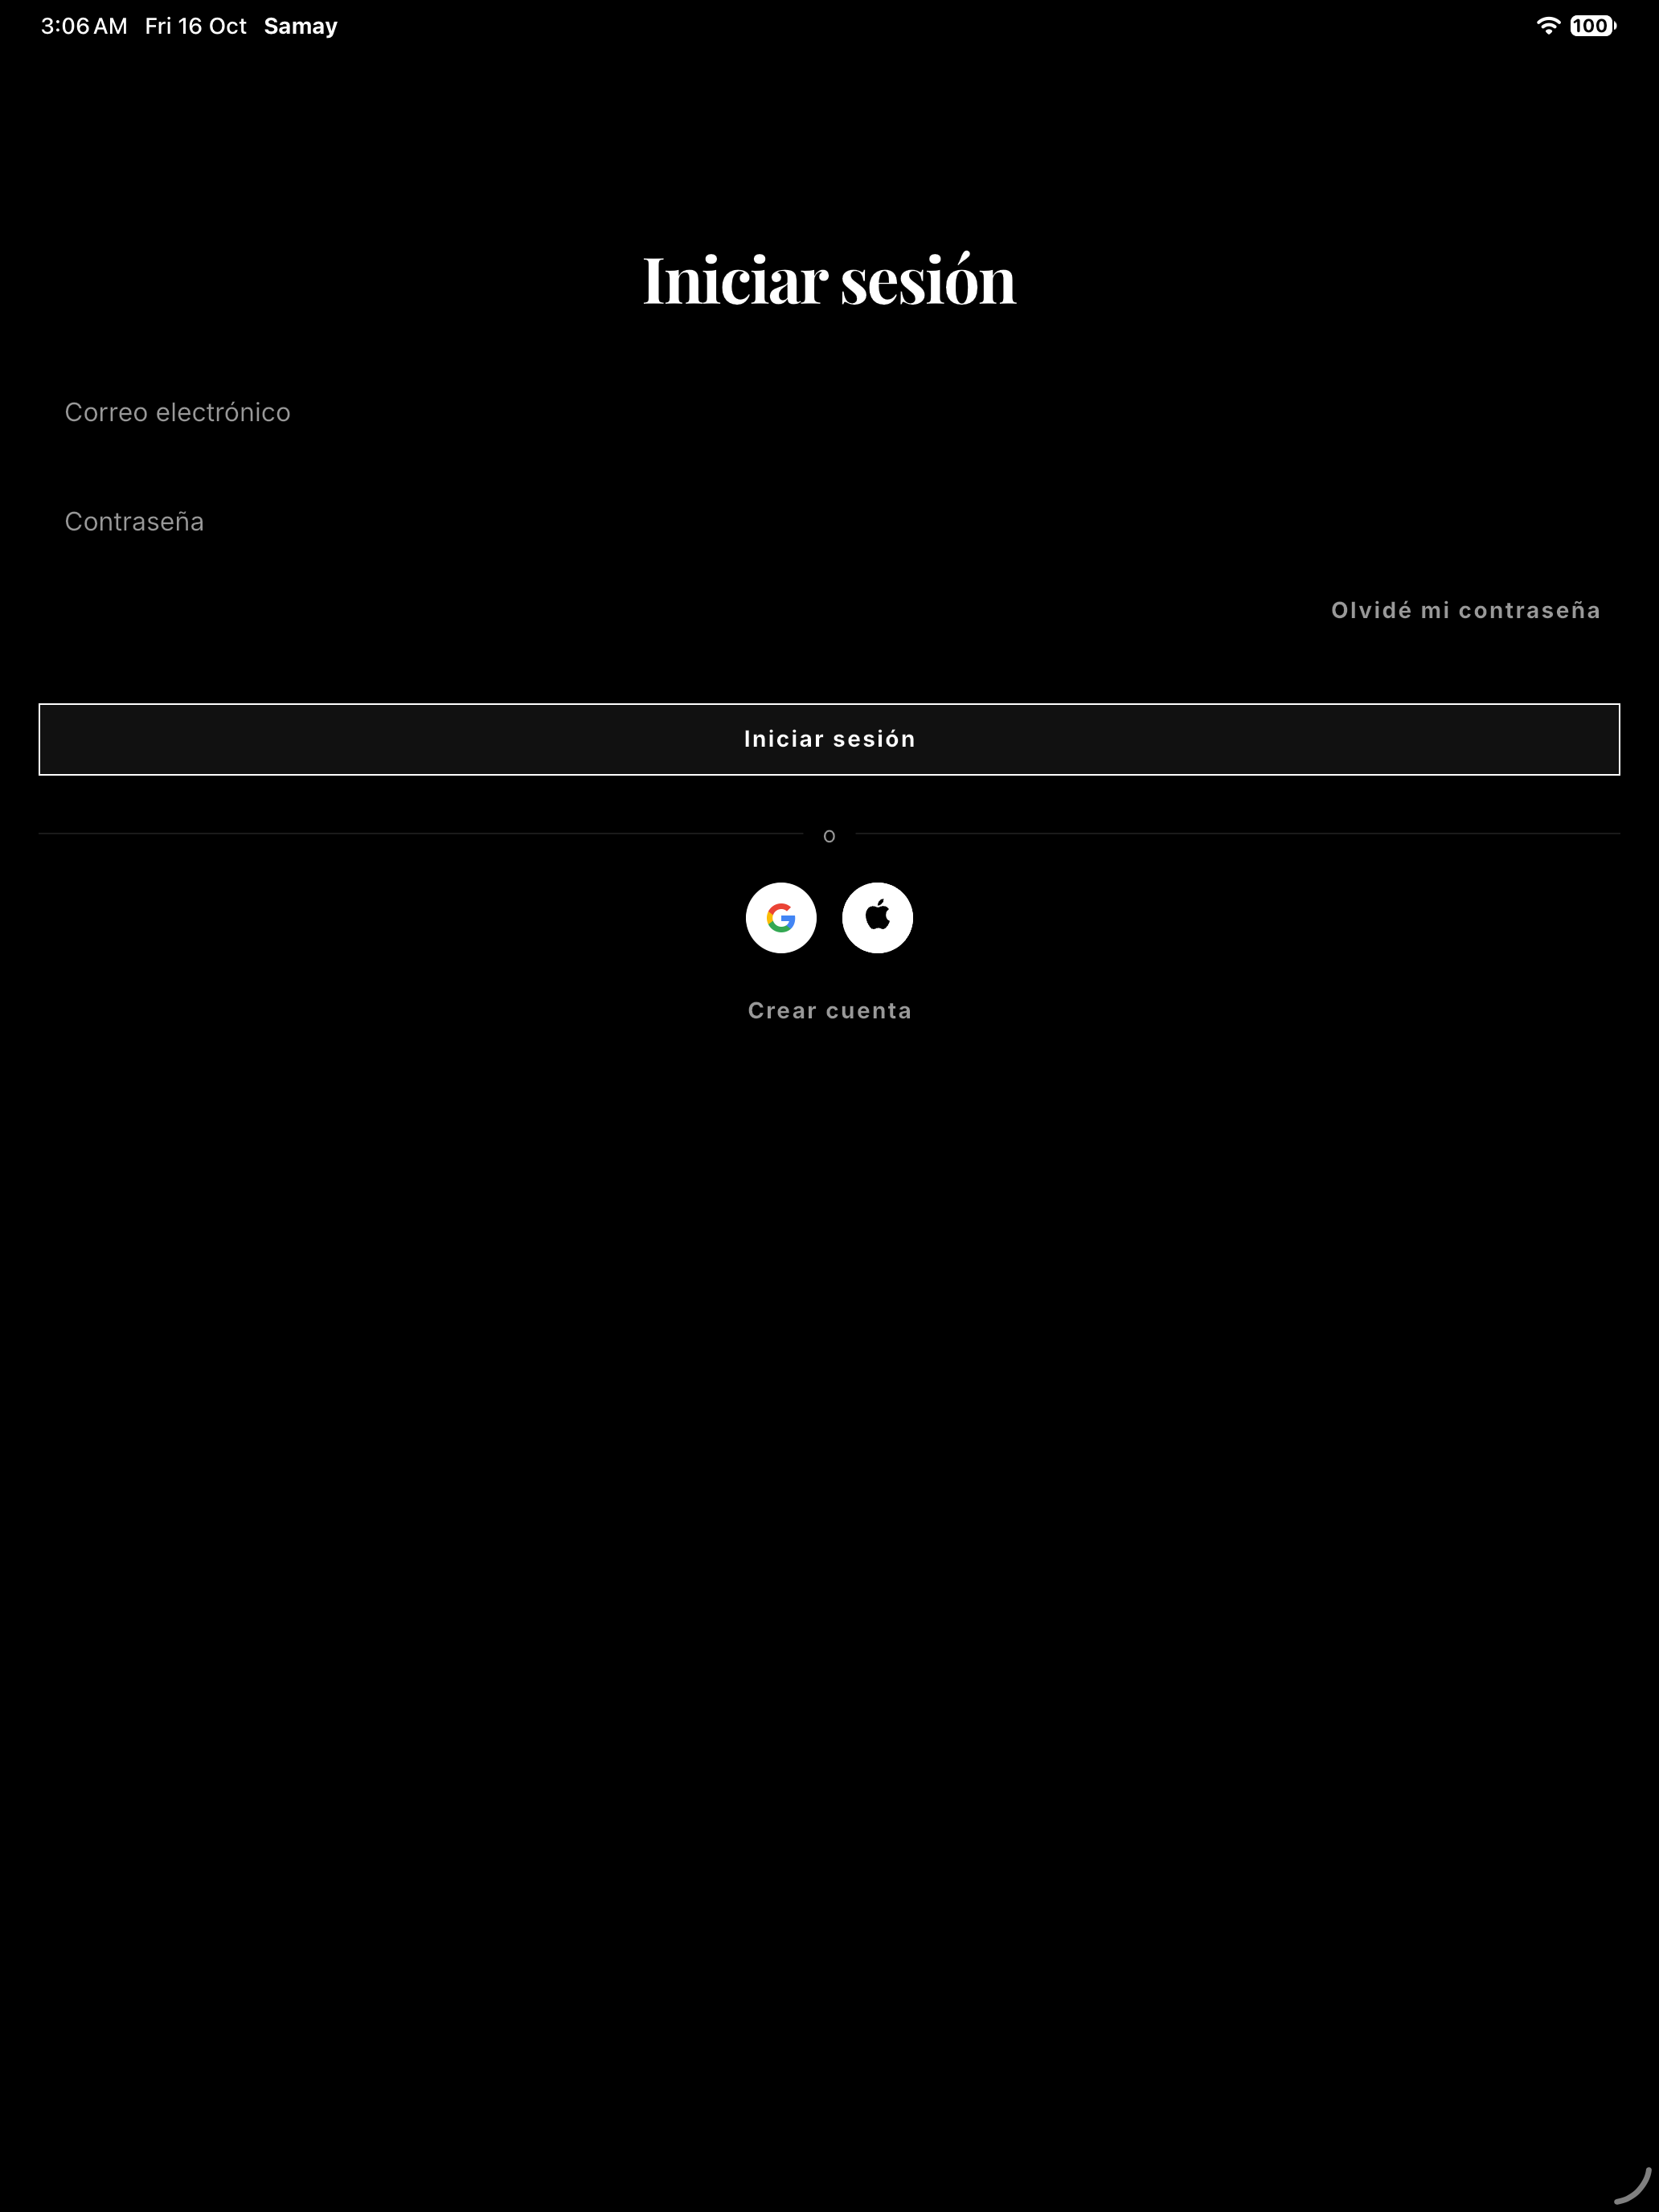 3:06 AM Fri 16 Oct Samay 100
Iniciar sesión
Correo electrónico
Contraseña
Olvidé mi contraseña
Iniciar sesión
o
Crear cuenta